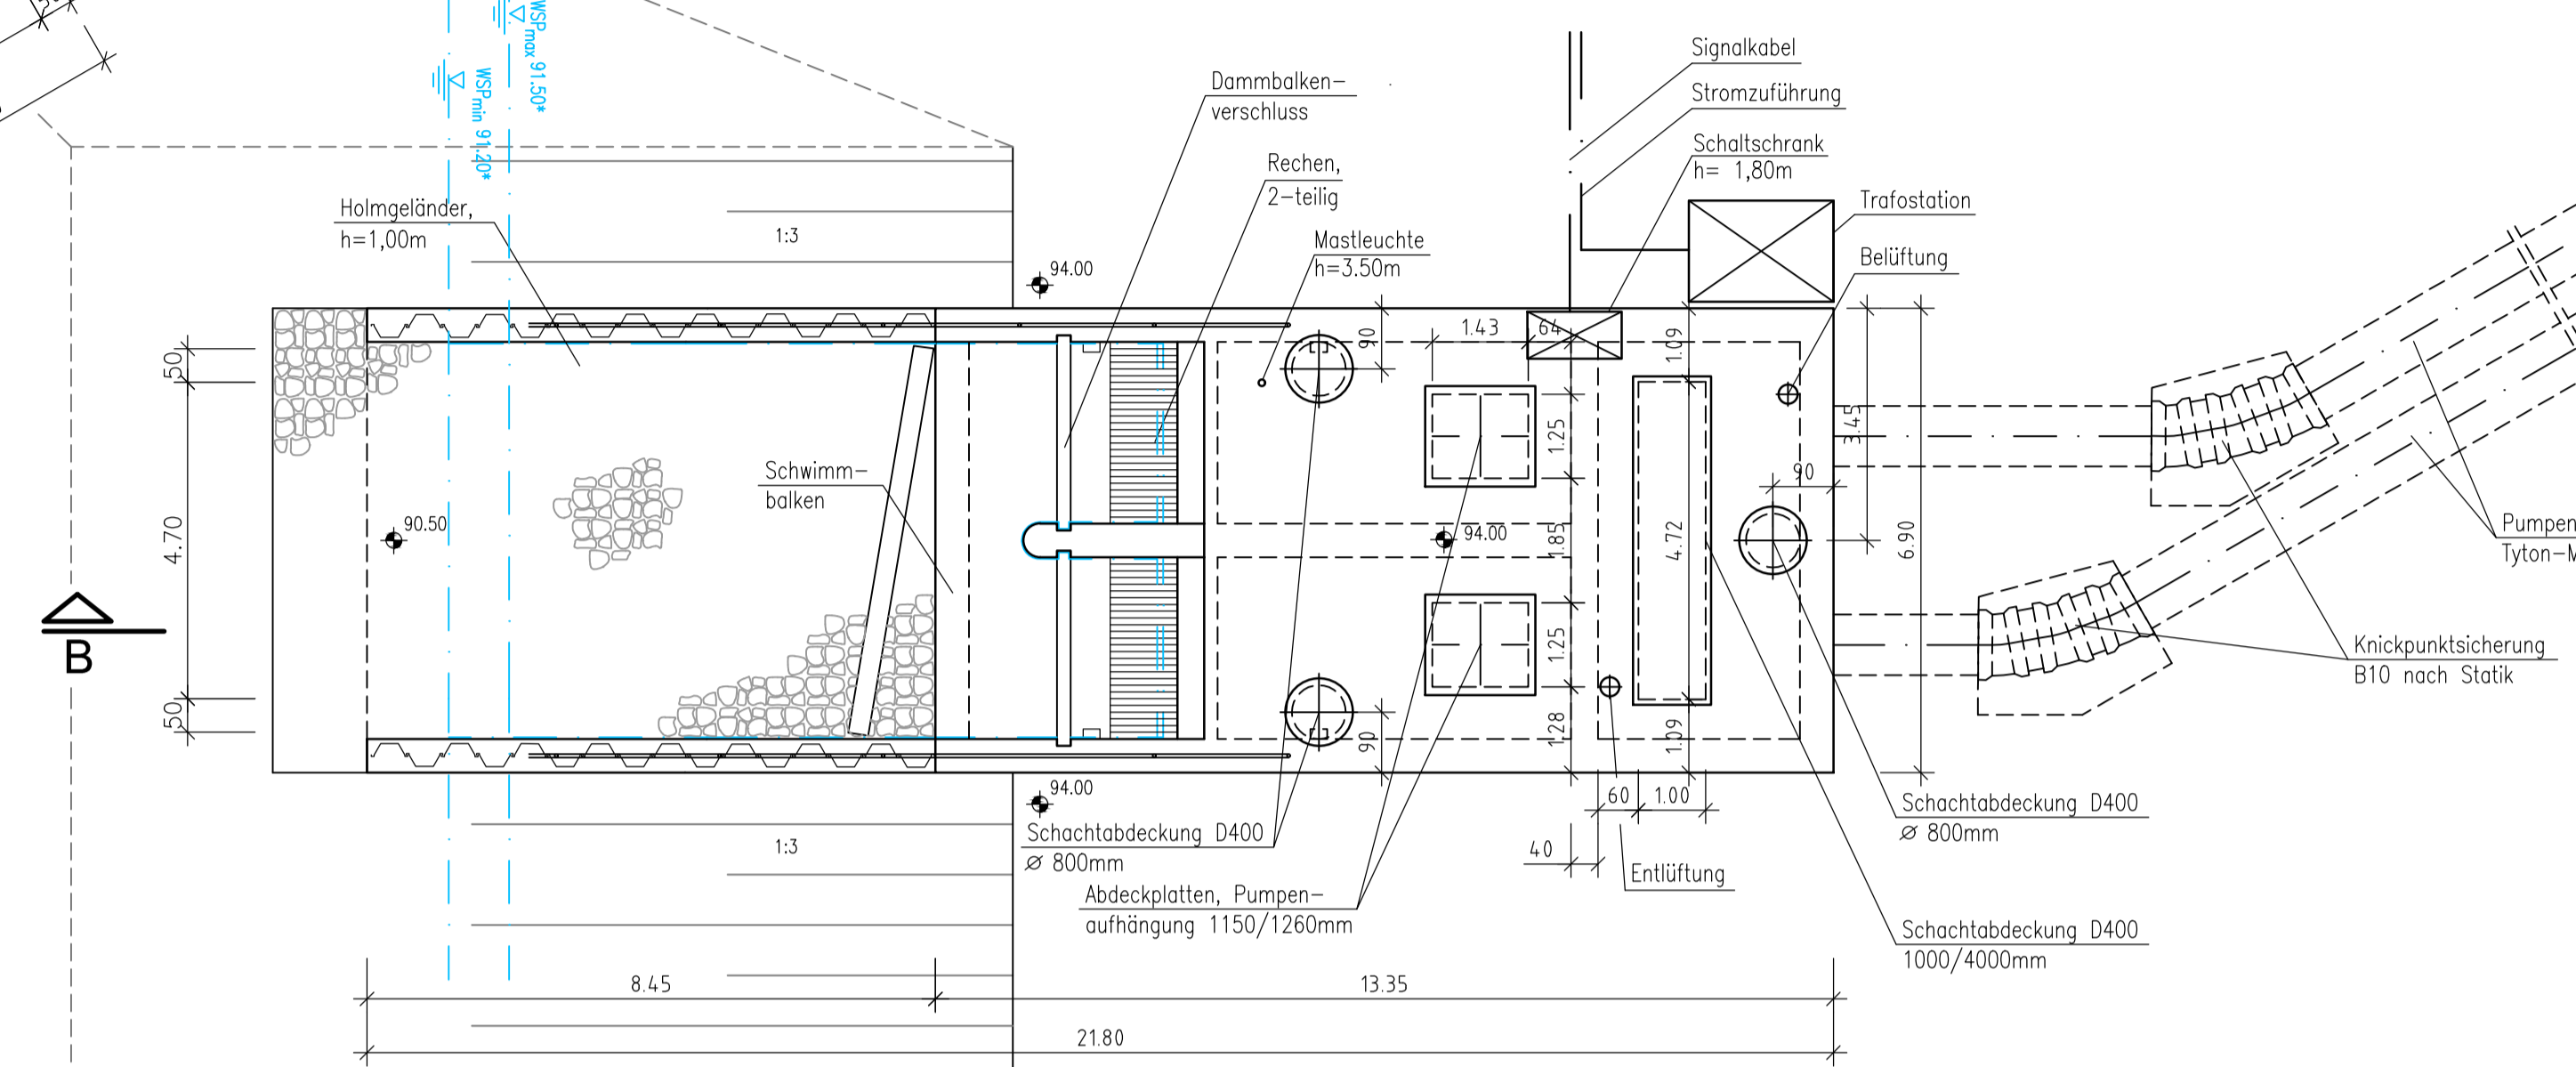 WSPmax 91.50*
WSPmin 91.20*
Signalkabel
Stromzuführung
Schaltschrank
h= 1,80m
Trafostation
Belüftung
Dammbalken-
verschluss
Rechen,
2-teilig
Mastleuchte
h=3.50m
Holmgeländer,
h=1,00m
1:3
94.00
1.43
64
90
1.09
50
1.25
3.45
90
Schwimm-
balken
90.50
4.70
94.00
1.85
4.72
6.90
Pumpen
Tyton-M
B
1.25
Knickpunktsicherung
B10 nach Statik
50
1.28
90
1.09
94.00
60
1.00
1:3
Schachtabdeckung D400
Ø 800mm
Schachtabdeckung D400
Ø 800mm
40
Entlüftung
Abdeckplatten, Pumpen-
aufhängung 1150/1260mm
Schachtabdeckung D400
1000/4000mm
8.45
13.35
21.80